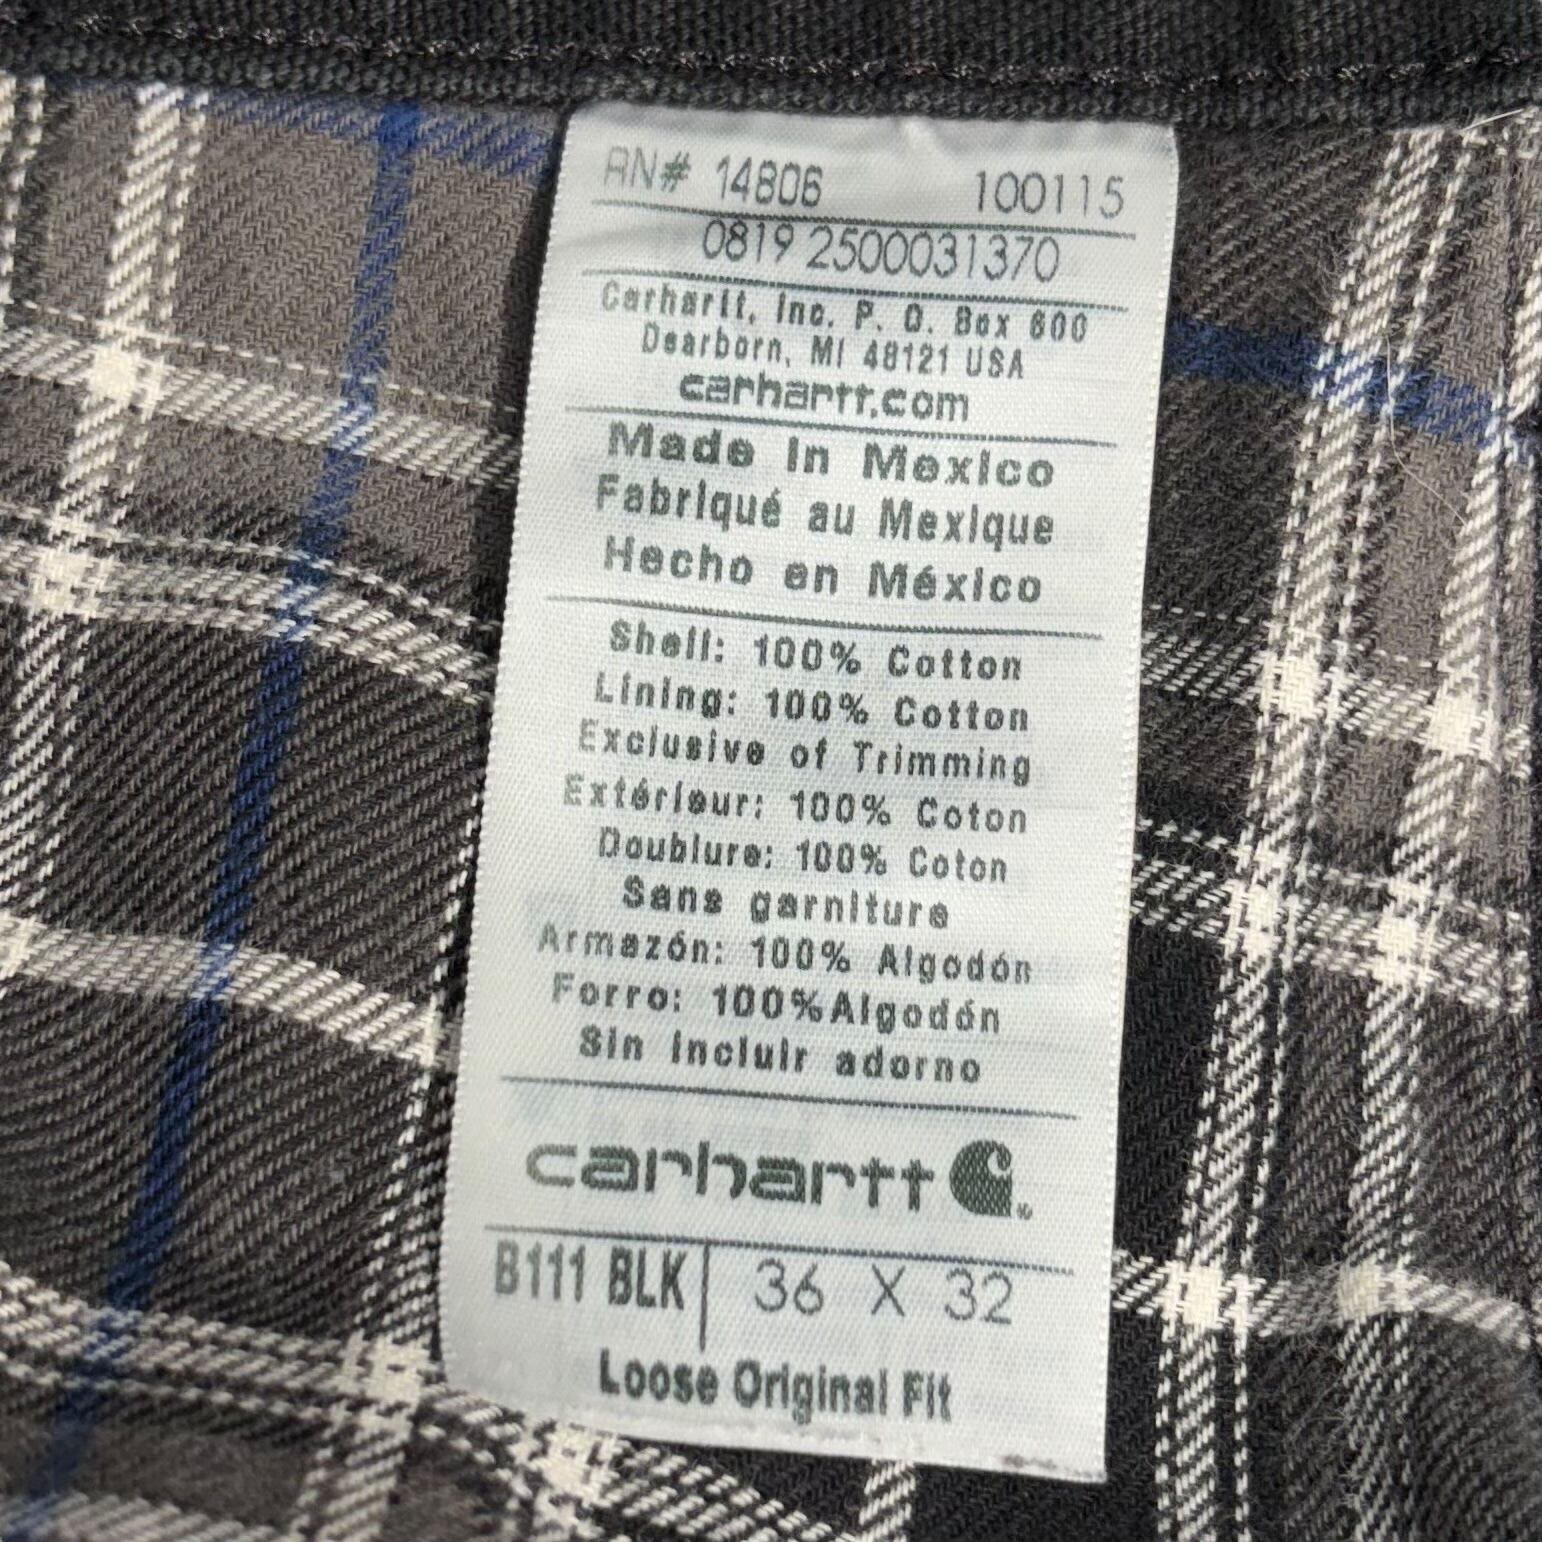 RN# 14806 100115
0819 2500031370
Carhartt, Inc. P. O. Box 600
Dearborn, MI 48121 USA
carhartt.com
Made in Mexico
Fabriqué au Mexique
Hecho en México
Shell: 100% Cotton
Lining: 100% Cotton
Exclusive of Trimming
Extérieur: 100% Coton
Doublure: 100% Coton
Sans garniture
Armazón: 100% Algodón
Forro: 100% Algodón
Sin incluir adorno
carhartt
B111 BLK 36 X 32
Loose Original Fit